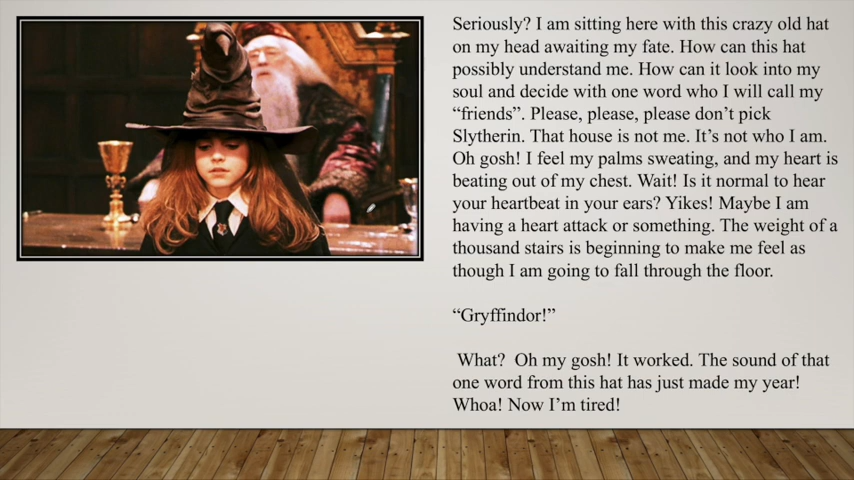 Seriously? I am sitting here with this crazy old hat
on my head awaiting my fate. How can this hat
possibly understand me. How can it look into my
soul and decide with one word who I will call my
“friends”. Please, please, please don’t pick
Slytherin. That house is not me. It’s not who I am.
Oh gosh! I feel my palms sweating, and my heart is
beating out of my chest. Wait! Is it normal to hear
your heartbeat in your ears? Yikes! Maybe I am
having a heart attack or something. The weight of a
thousand stairs is beginning to make me feel as
though I am going to fall through the floor.
“Gryffindor!”
What?  Oh my gosh! It worked. The sound of that
one word from this hat has just made my year!
Whoa! Now I’m tired!